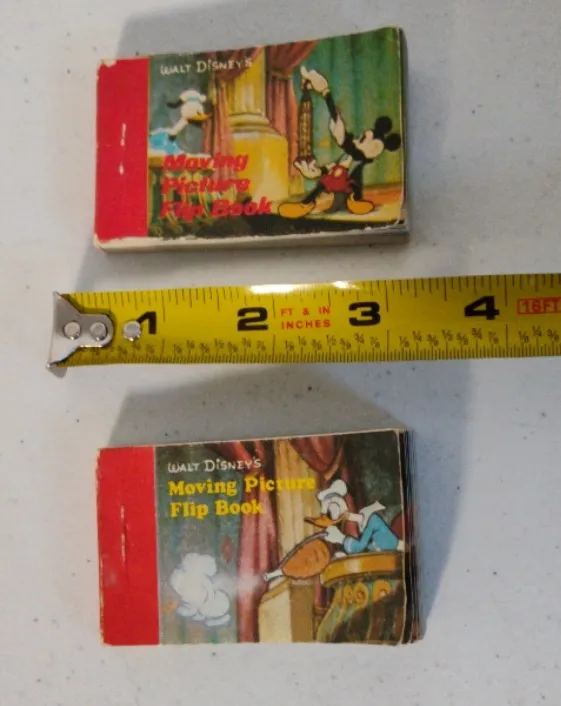 WALT DISNEY'S
Moving
Picture
Flip Book
1 2 FT & IN 3 4 16FT
INCHES
WALT DISNEY'S
Moving Picture
Flip Book